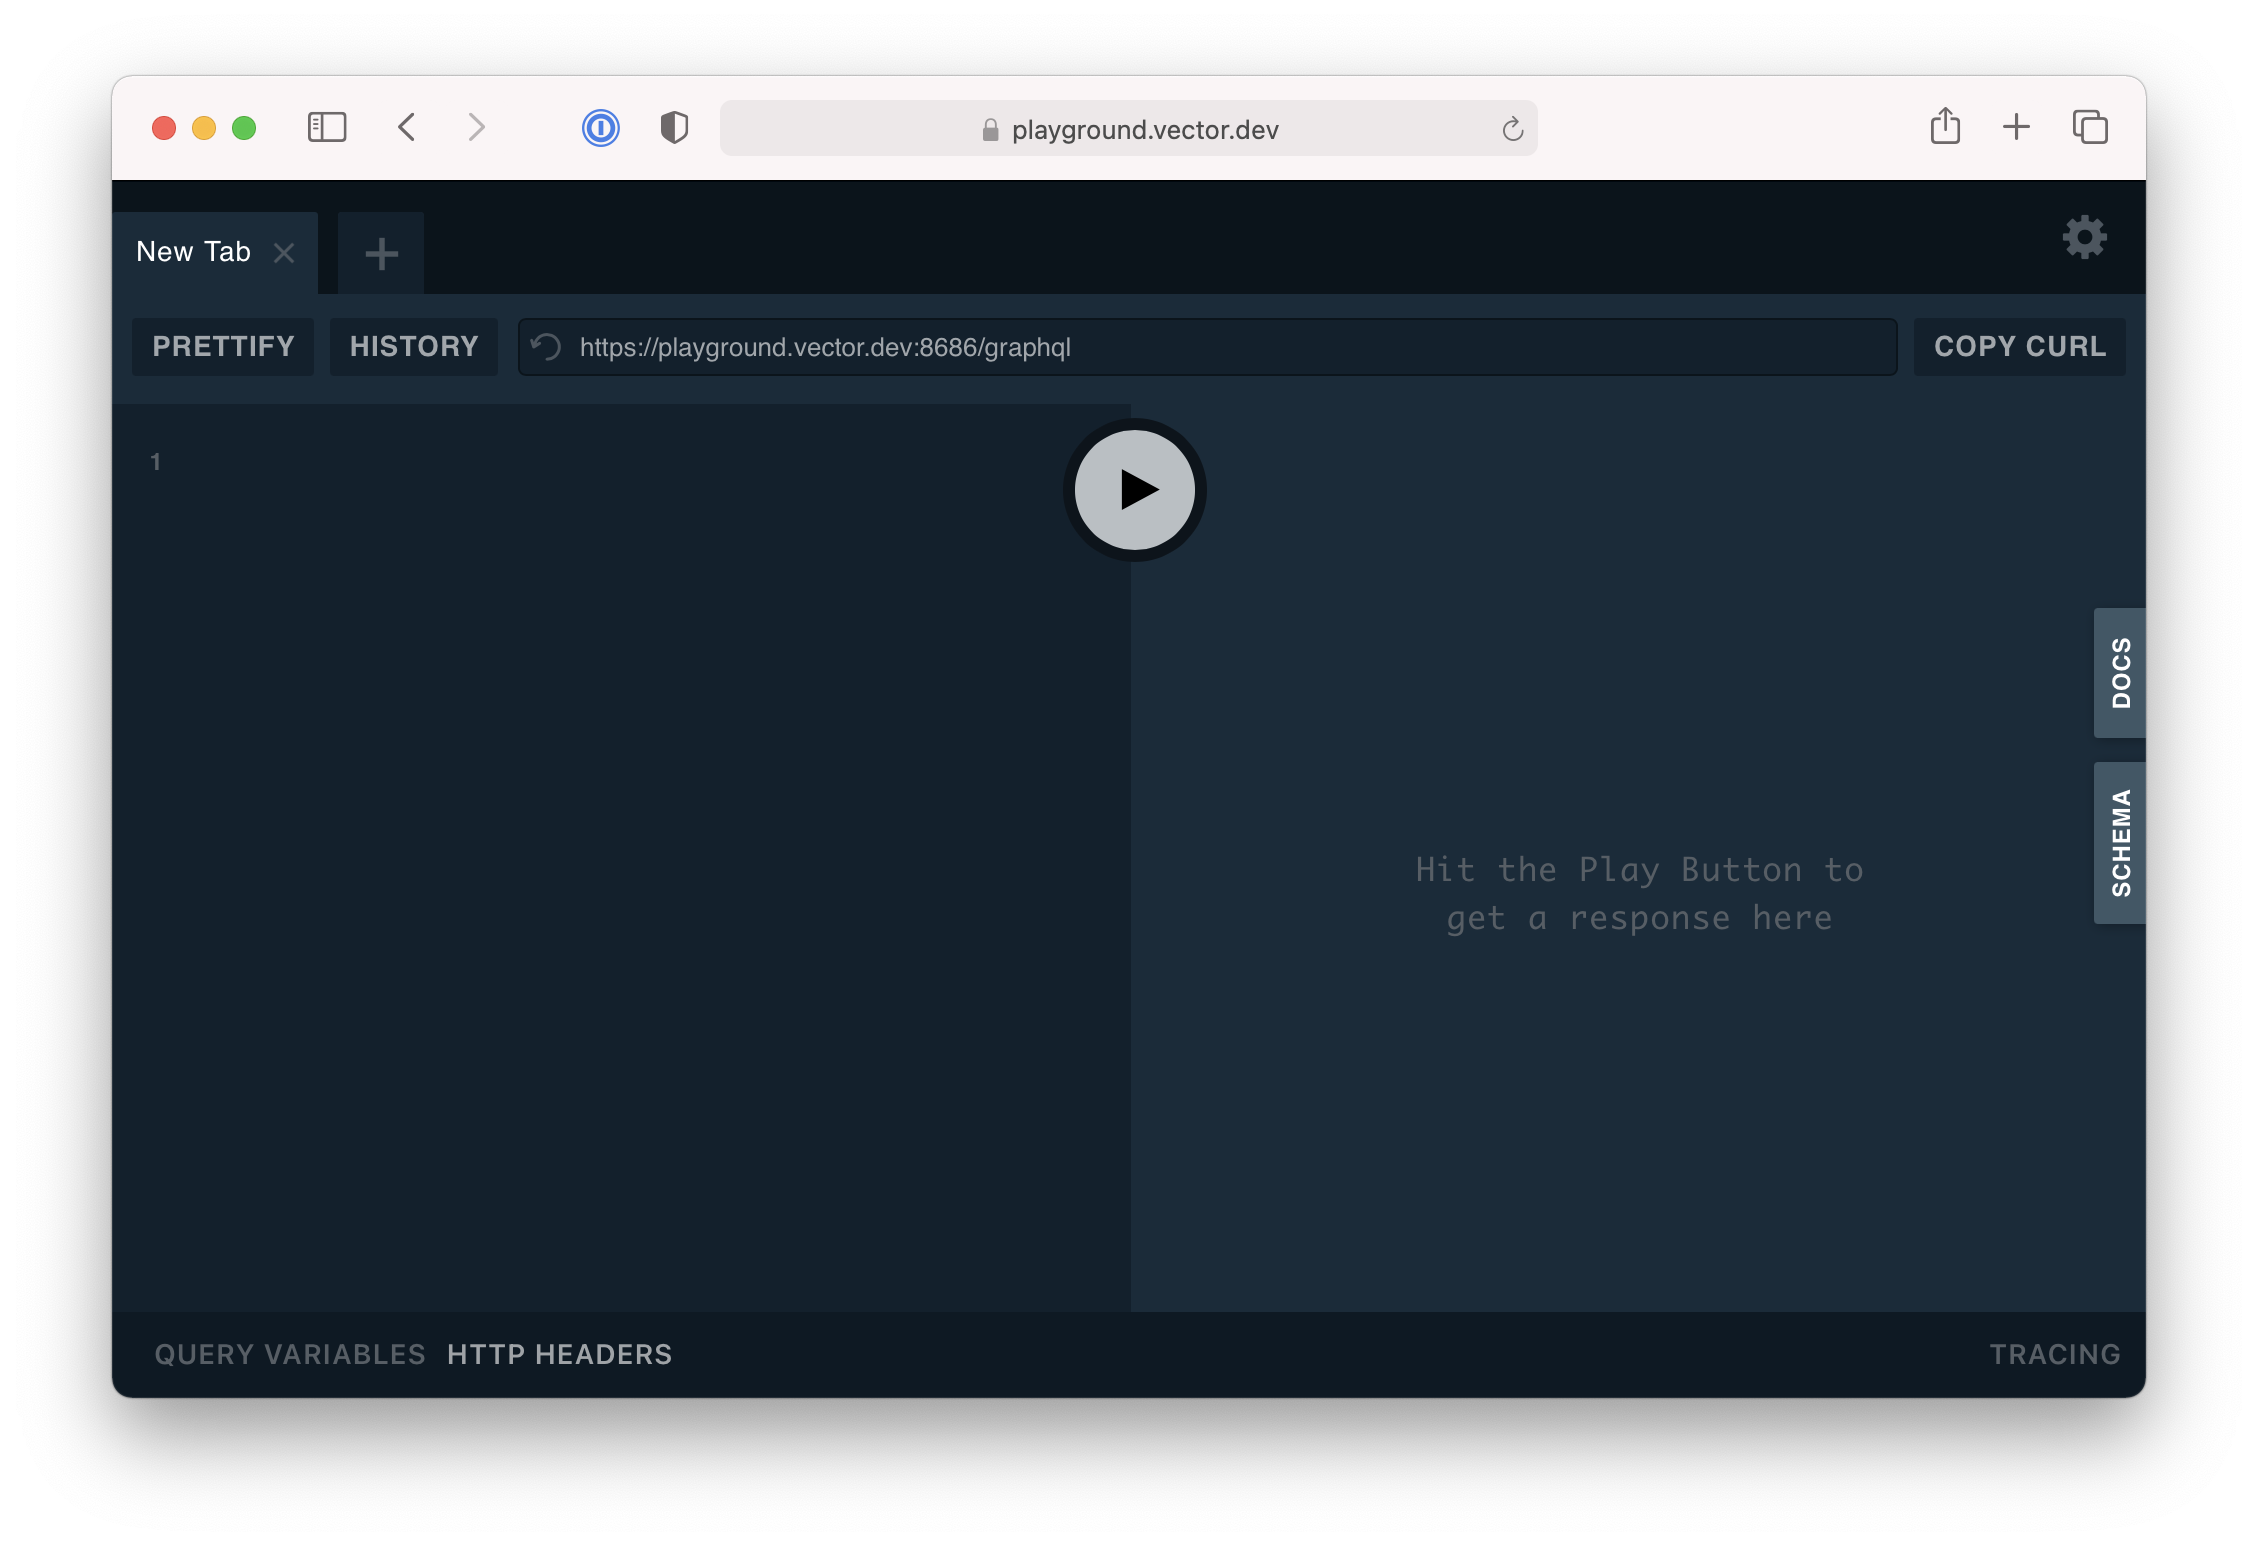 playground.vector.dev
New Tab
PRETTIFY
HISTORY
https://playground.vector.dev:8686/graphql
COPY CURL
1
DOCS
SCHEMA
Hit the Play Button to
get a response here
QUERY VARIABLES
HTTP HEADERS
TRACING